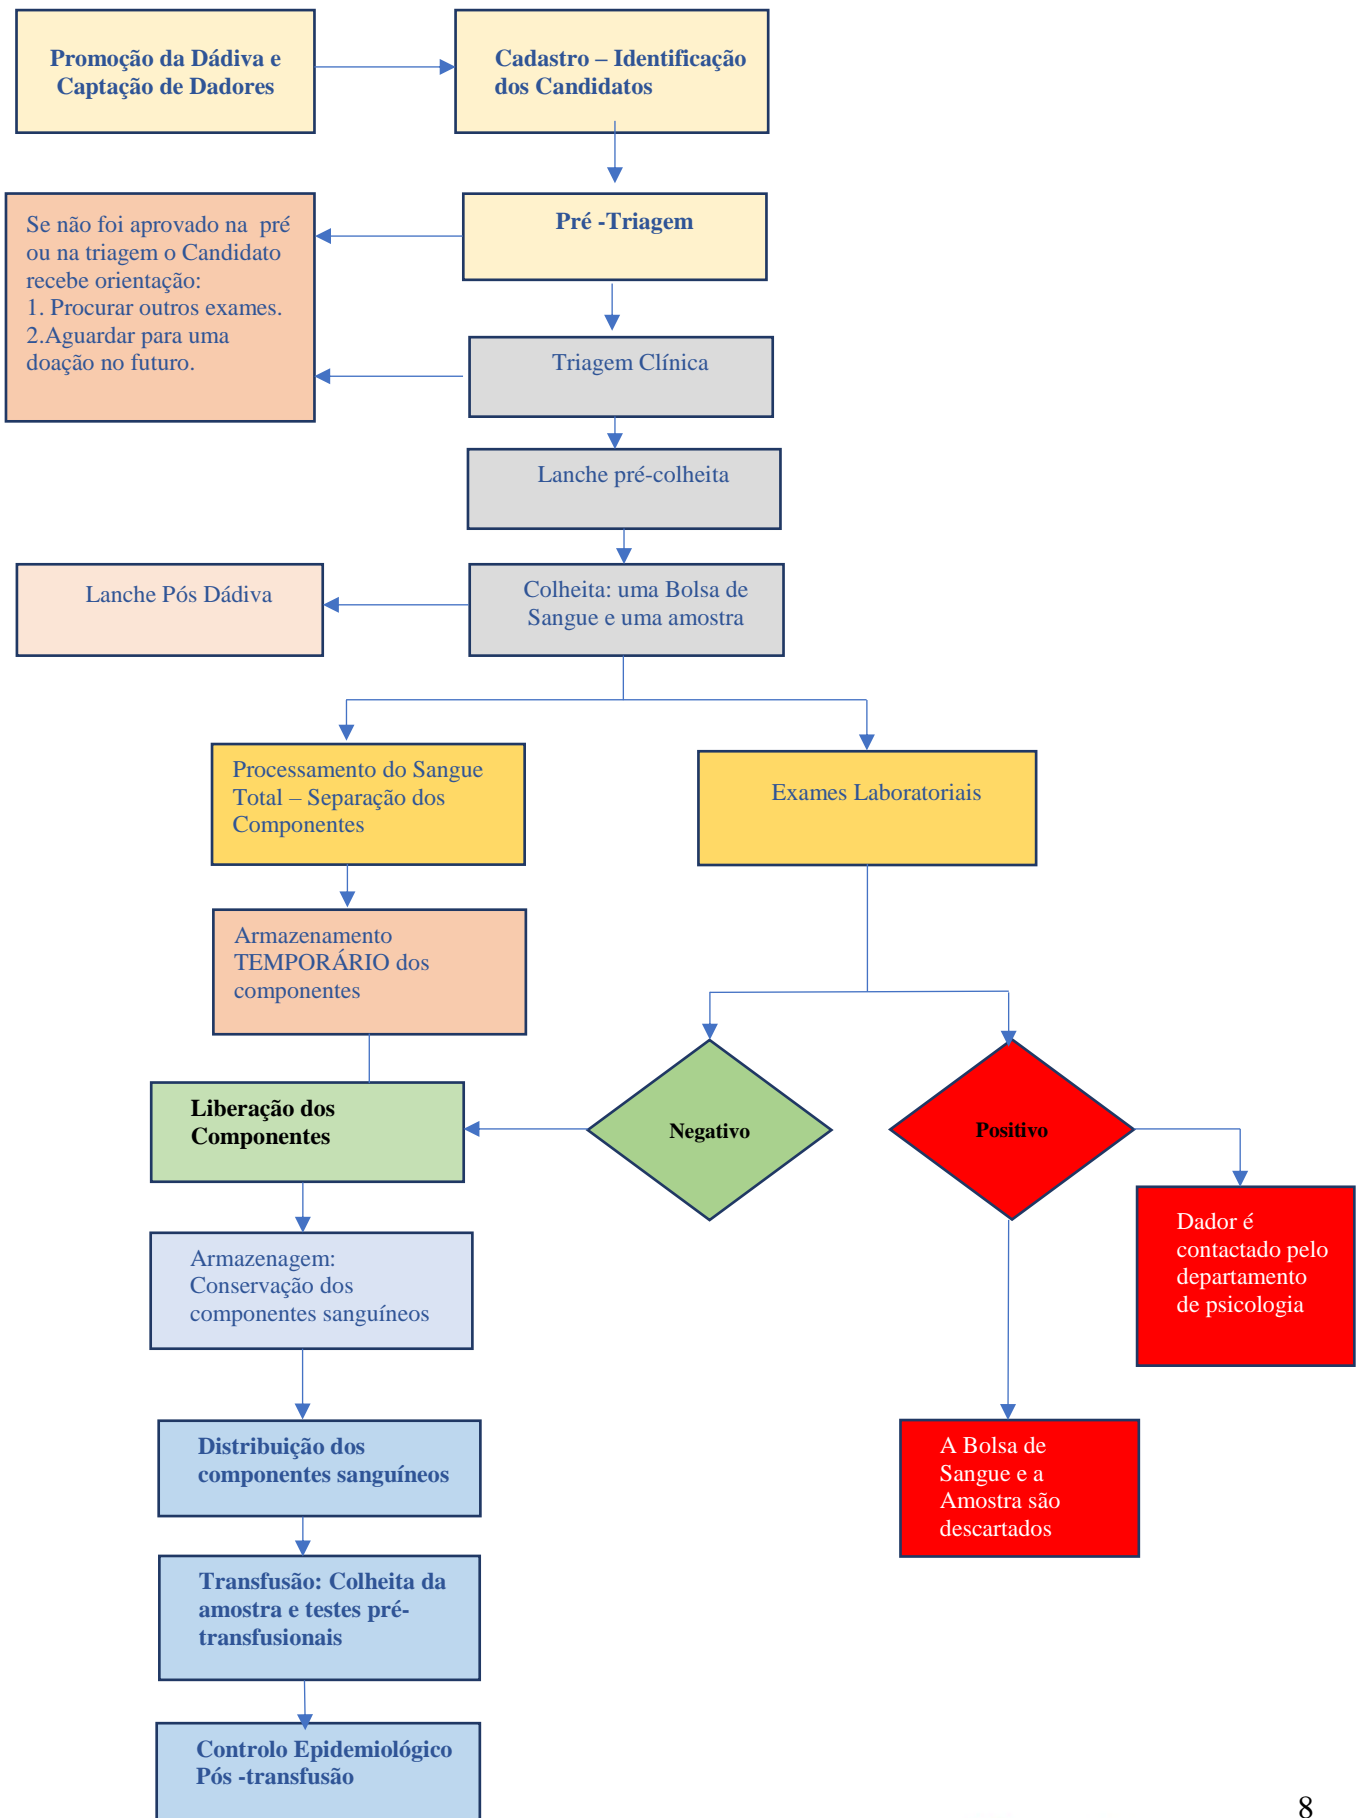 Promoção da Dádiva e
Captação de Dadores
Cadastro – Identificação
dos Candidatos
Se não foi aprovado na  pré
ou na triagem o Candidato
recebe orientação:
1. Procurar outros exames.
2.Aguardar para uma
doação no futuro.
Pré -Triagem
Triagem Clínica
Lanche pré-colheita
Lanche Pós Dádiva
Colheita: uma Bolsa de
Sangue e uma amostra
Processamento do Sangue
Total – Separação dos
Componentes
Exames Laboratoriais
Armazenamento
TEMPORÁRIO dos
componentes
Liberação dos
Componentes
Negativo
Positivo
Dador é
contactado pelo
departamento
de psicologia
Armazenagem:
Conservação dos
componentes sanguíneos
Distribuição dos
componentes sanguíneos
A Bolsa de
Sangue e a
Amostra são
descartados
Transfusão: Colheita da
amostra e testes pré-
transfusionais
Controlo Epidemiológico
Pós -transfusão
8